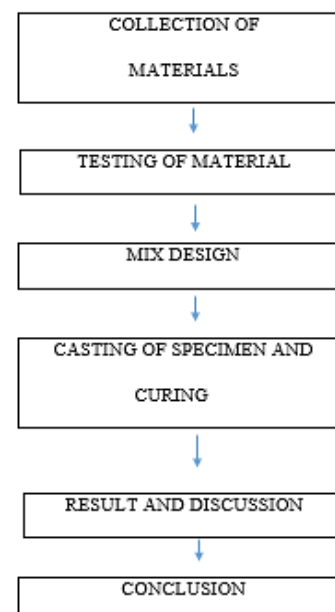 COLLECTION OF
MATERIALS
TESTING OF MATERIAL
MIX DESIGN
CASTING OF SPECIMEN AND
CURING
RESULT AND DISCUSSION
CONCLUSION